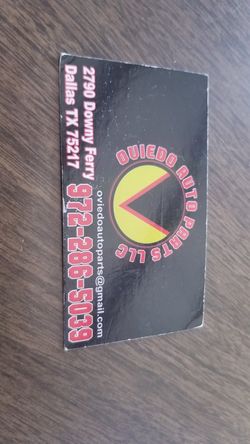 OVIEDO AUTO PARTS LLC
oviedoautoparts@gmail.com
2790 Downy Ferry
Dallas TX 75217
972-286-5039